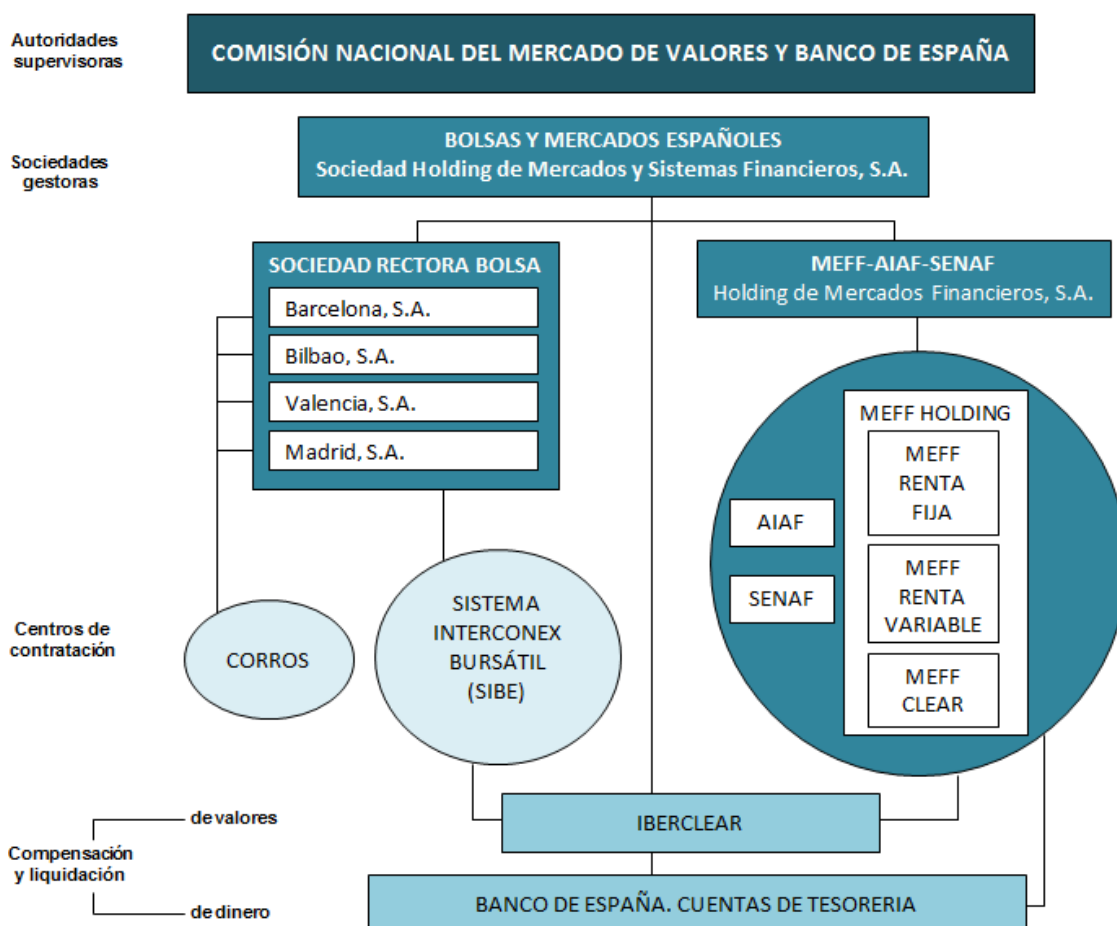 Autoridades
supervisoras
COMISIÓN NACIONAL DEL MERCADO DE VALORES Y BANCO DE ESPAÑA
Sociedades
gestoras
BOLSAS Y MERCADOS ESPAÑOLES
Sociedad Holding de Mercados y Sistemas Financieros, S.A.
SOCIEDAD RECTORA BOLSA
Barcelona, S.A.
Bilbao, S.A.
Valencia, S.A.
Madrid, S.A.
MEFF-AIAF-SENAF
Holding de Mercados Financieros, S.A.
Centros de
contratación
CORROS
SISTEMA
INTERCONEX
BURSÁTIL
(SIBE)
AIAF
SENAF
MEFF HOLDING
MEFF
RENTA
FIJA
MEFF
RENTA
VARIABLE
MEFF
CLEAR
Compensación
y liquidación
de valores
IBERCLEAR
de dinero
BANCO DE ESPAÑA. CUENTAS DE TESORERIA